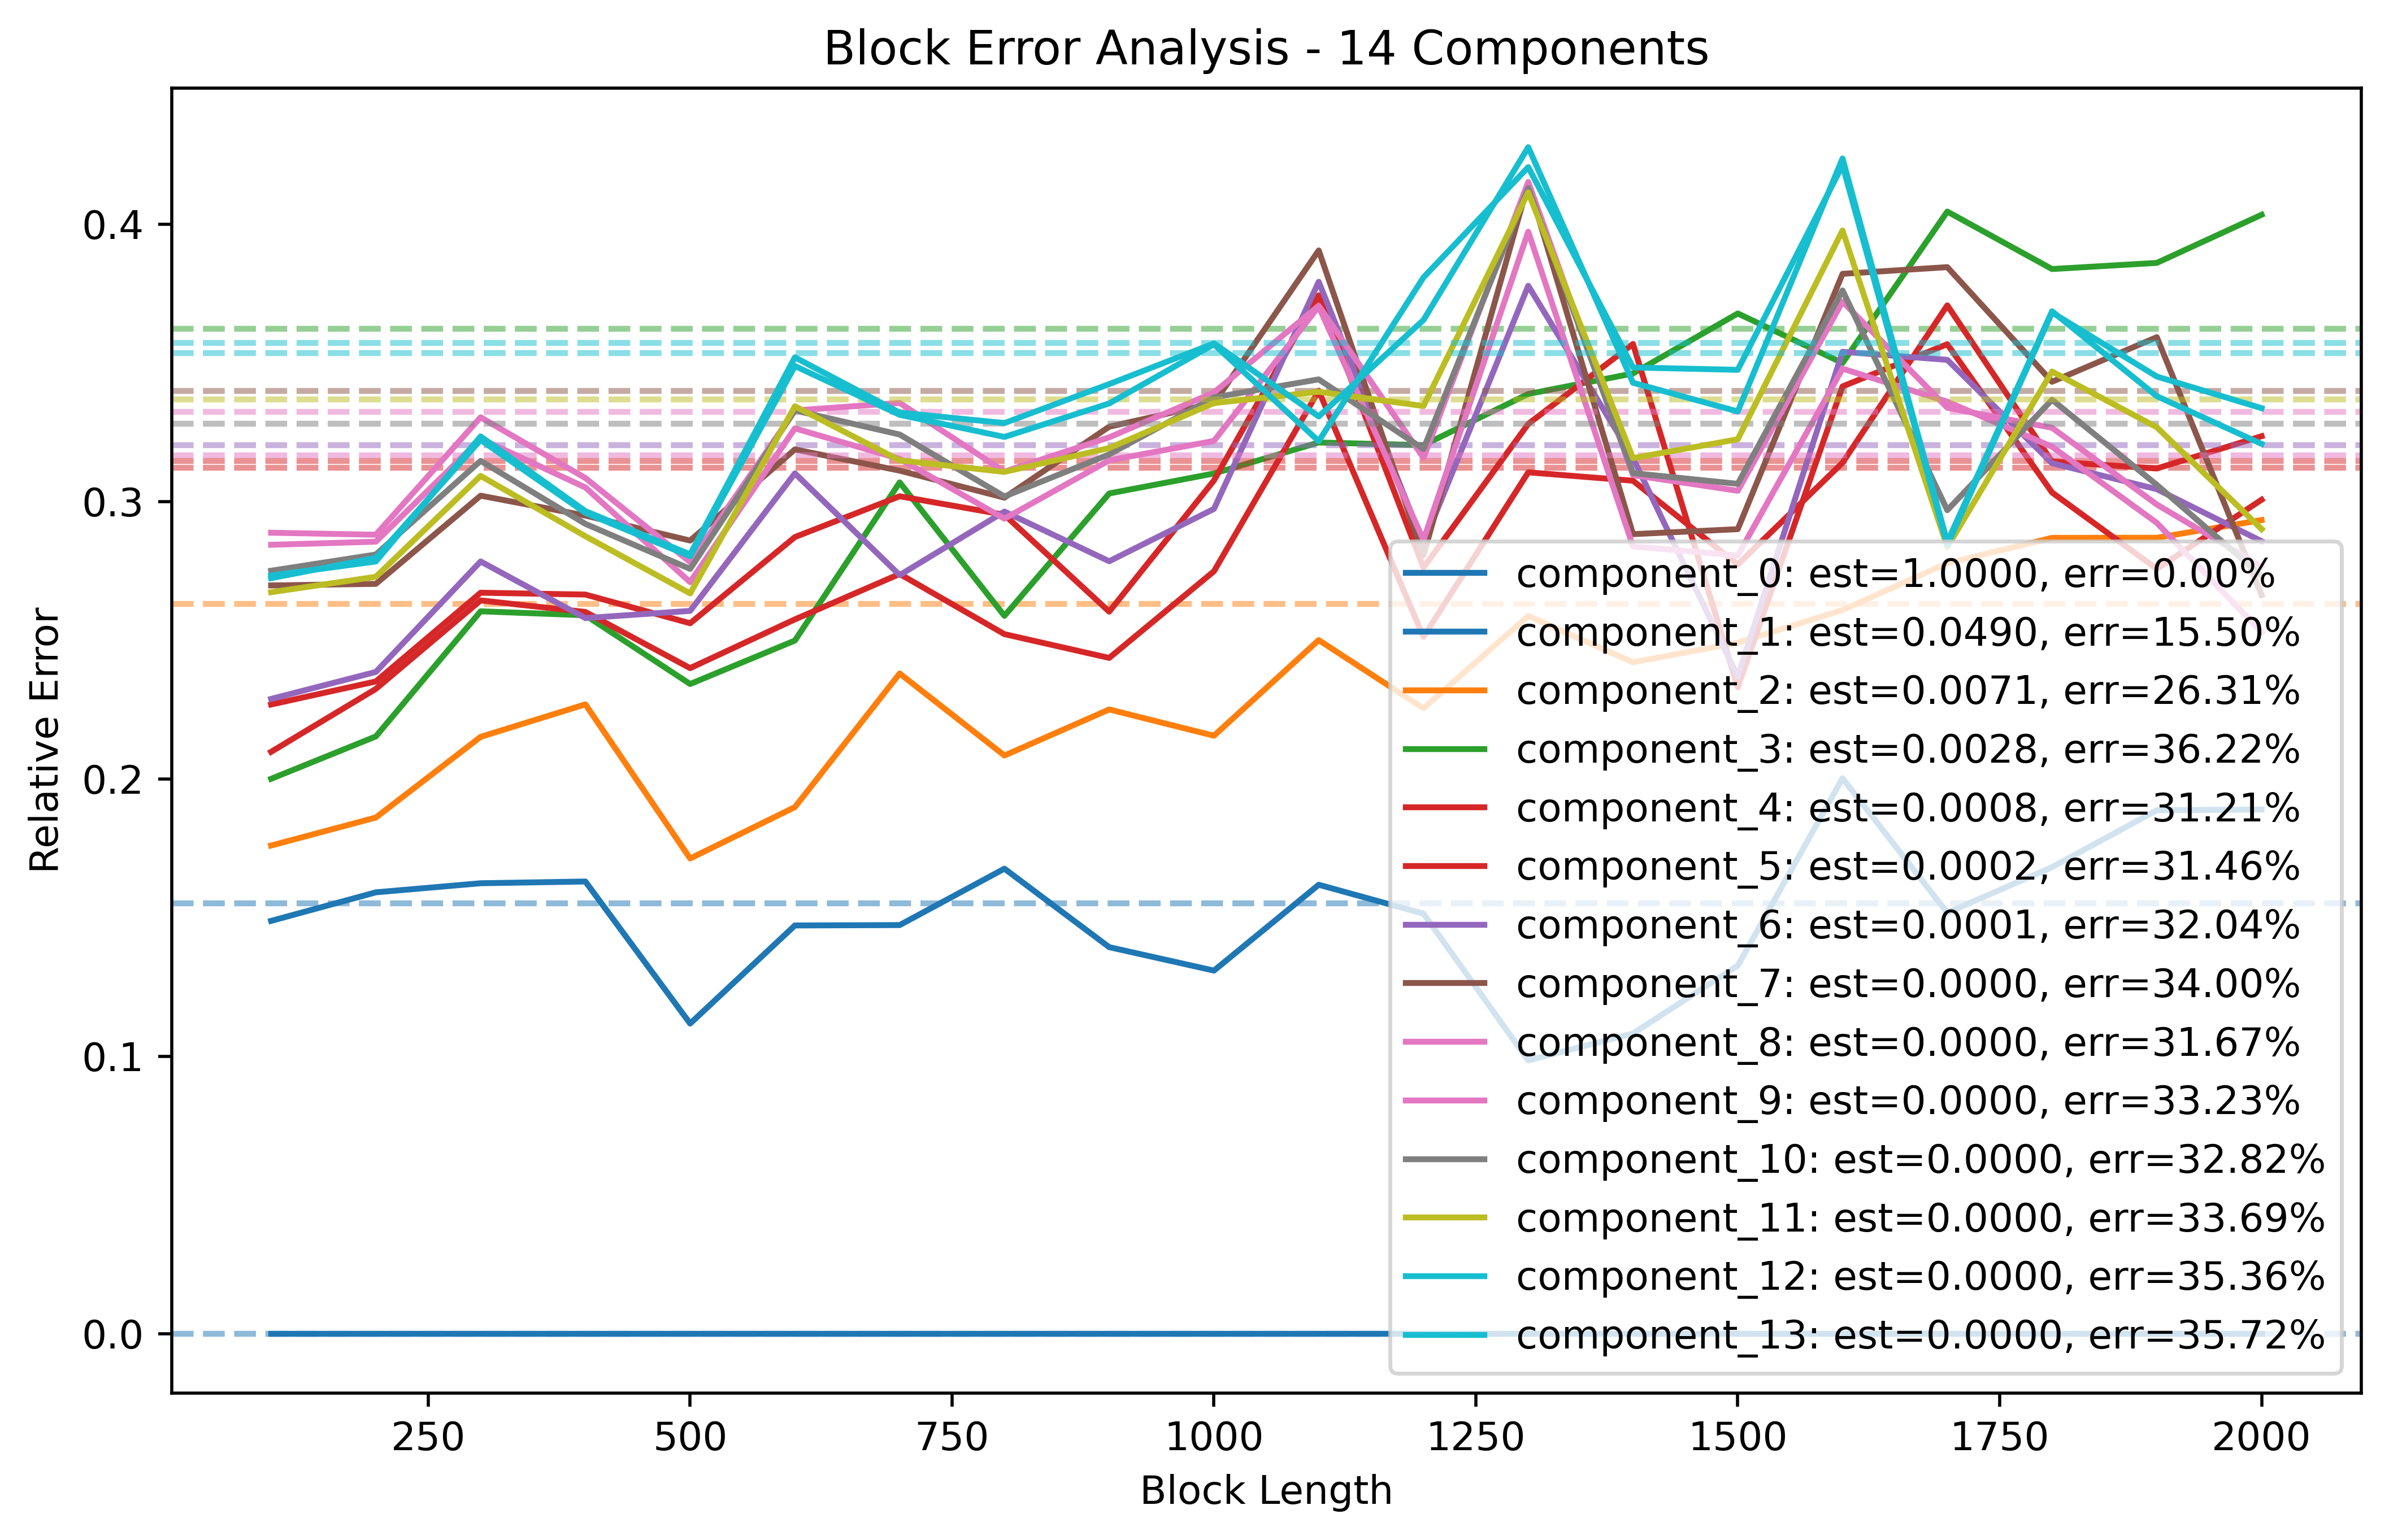 Block Error Analysis - 14 Components
Relative Error
0.4
0.3
0.2
0.1
0.0
component_0: est=1.0000, err=0.00%
component_1: est=0.0490, err=15.50%
component_2: est=0.0071, err=26.31%
component_3: est=0.0028, err=36.22%
component_4: est=0.0008, err=31.21%
component_5: est=0.0002, err=31.46%
component_6: est=0.0001, err=32.04%
component_7: est=0.0000, err=34.00%
component_8: est=0.0000, err=31.67%
component_9: est=0.0000, err=33.23%
component_10: est=0.0000, err=32.82%
component_11: est=0.0000, err=33.69%
component_12: est=0.0000, err=35.36%
component_13: est=0.0000, err=35.72%
250 500 750 1000 1250 1500 1750 2000
Block Length